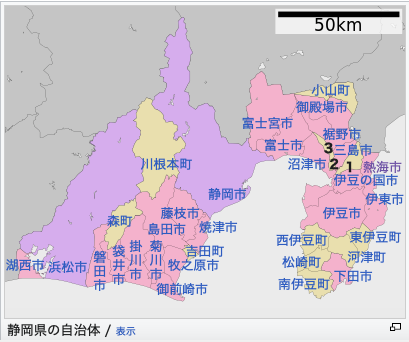 50km
小山町
御殿場市
富士宮市
裾野市
富士市
3 三島市
沼津市 2 1 熱海市
川根本町
伊豆の国市
静岡市
伊東市
藤枝市
伊豆市
森町
島田市
焼津市
西伊豆町
東伊豆町
吉田町
河津町
湖西市
浜松市
磐田市
袋井市
掛川市
菊川市
牧之原市
松崎町
下田市
南伊豆町
御前崎市
静岡県の自治体 / 表示